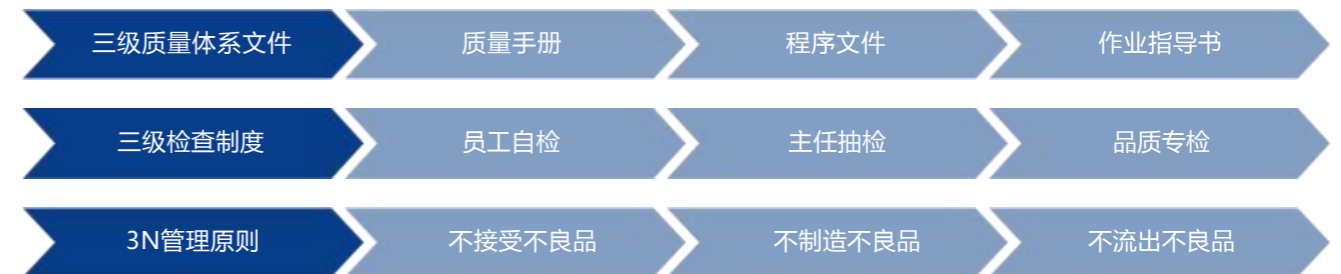 三级质量体系文件 质量手册 程序文件 作业指导书
三级检查制度 员工自检 主任抽检 品质专检
3N管理原则 不接受不良品 不制造不良品 不流出不良品